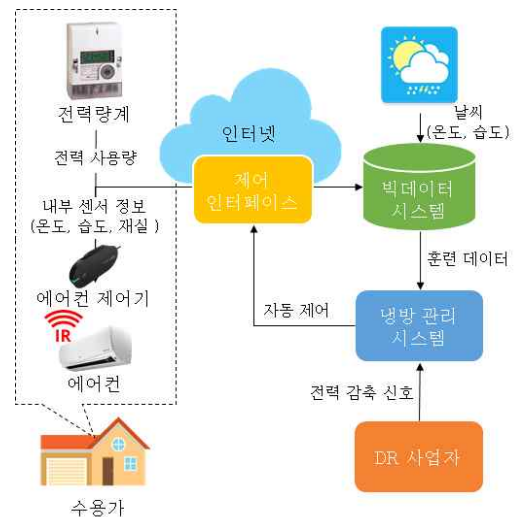 전력량계
전력 사용량
내부 센서 정보
(온도, 습도, 재실 )
에어컨 제어기
IR
에어컨
수용가
인터넷
제어
인터페이스
자동 제어
날씨
(온도, 습도)
빅데이터
시스템
훈련 데이터
냉방 관리
시스템
전력 감축 신호
DR 사업자